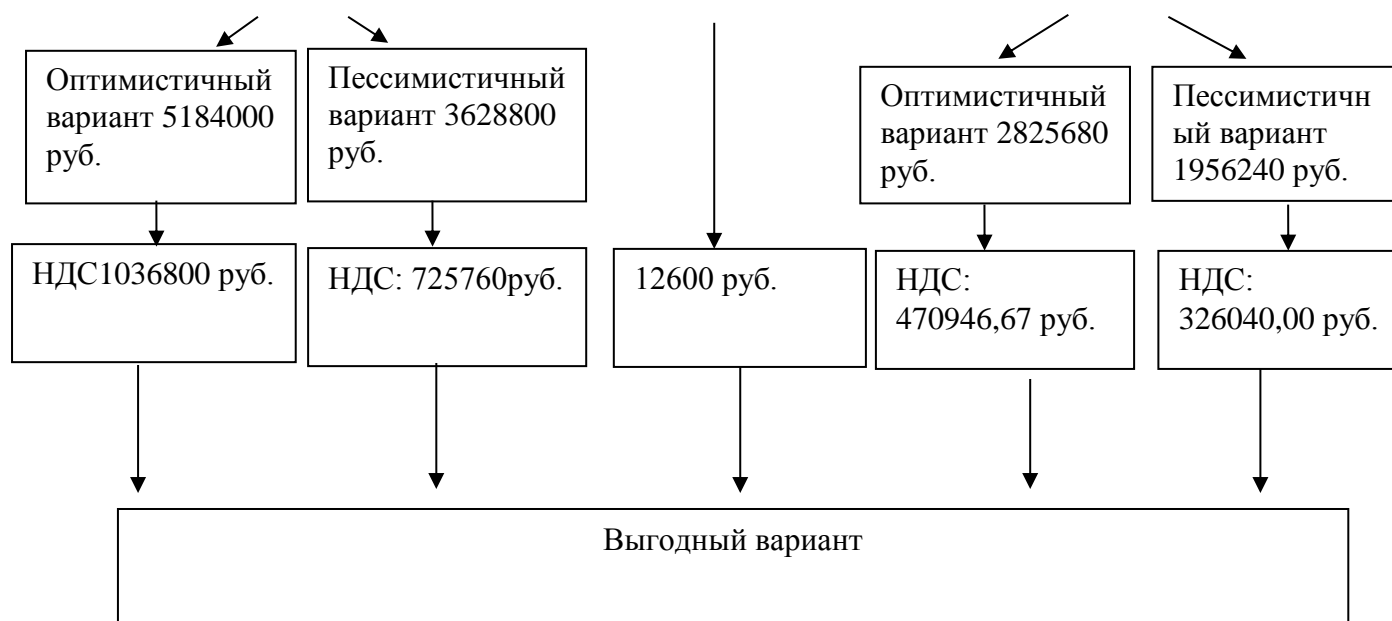 Оптимистичный
вариант 5184000
руб.
Пессимистичный
вариант 3628800
руб.
Оптимистичный
вариант 2825680
руб.
Пессимистичн
ый вариант
1956240 руб.
НДС1036800 руб.
НДС: 725760руб.
12600 руб.
НДС:
470946,67 руб.
НДС:
326040,00 руб.
Выгодный вариант